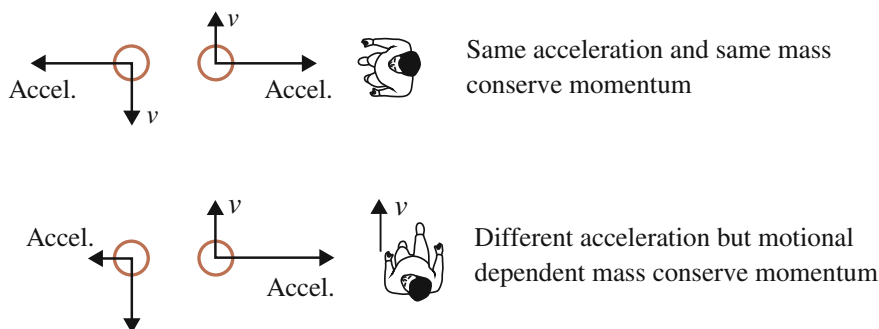 v
Accel.
Accel.
v
Same acceleration and same mass
conserve momentum
Accel.
v
Accel.
v
Different acceleration but motional
dependent mass conserve momentum